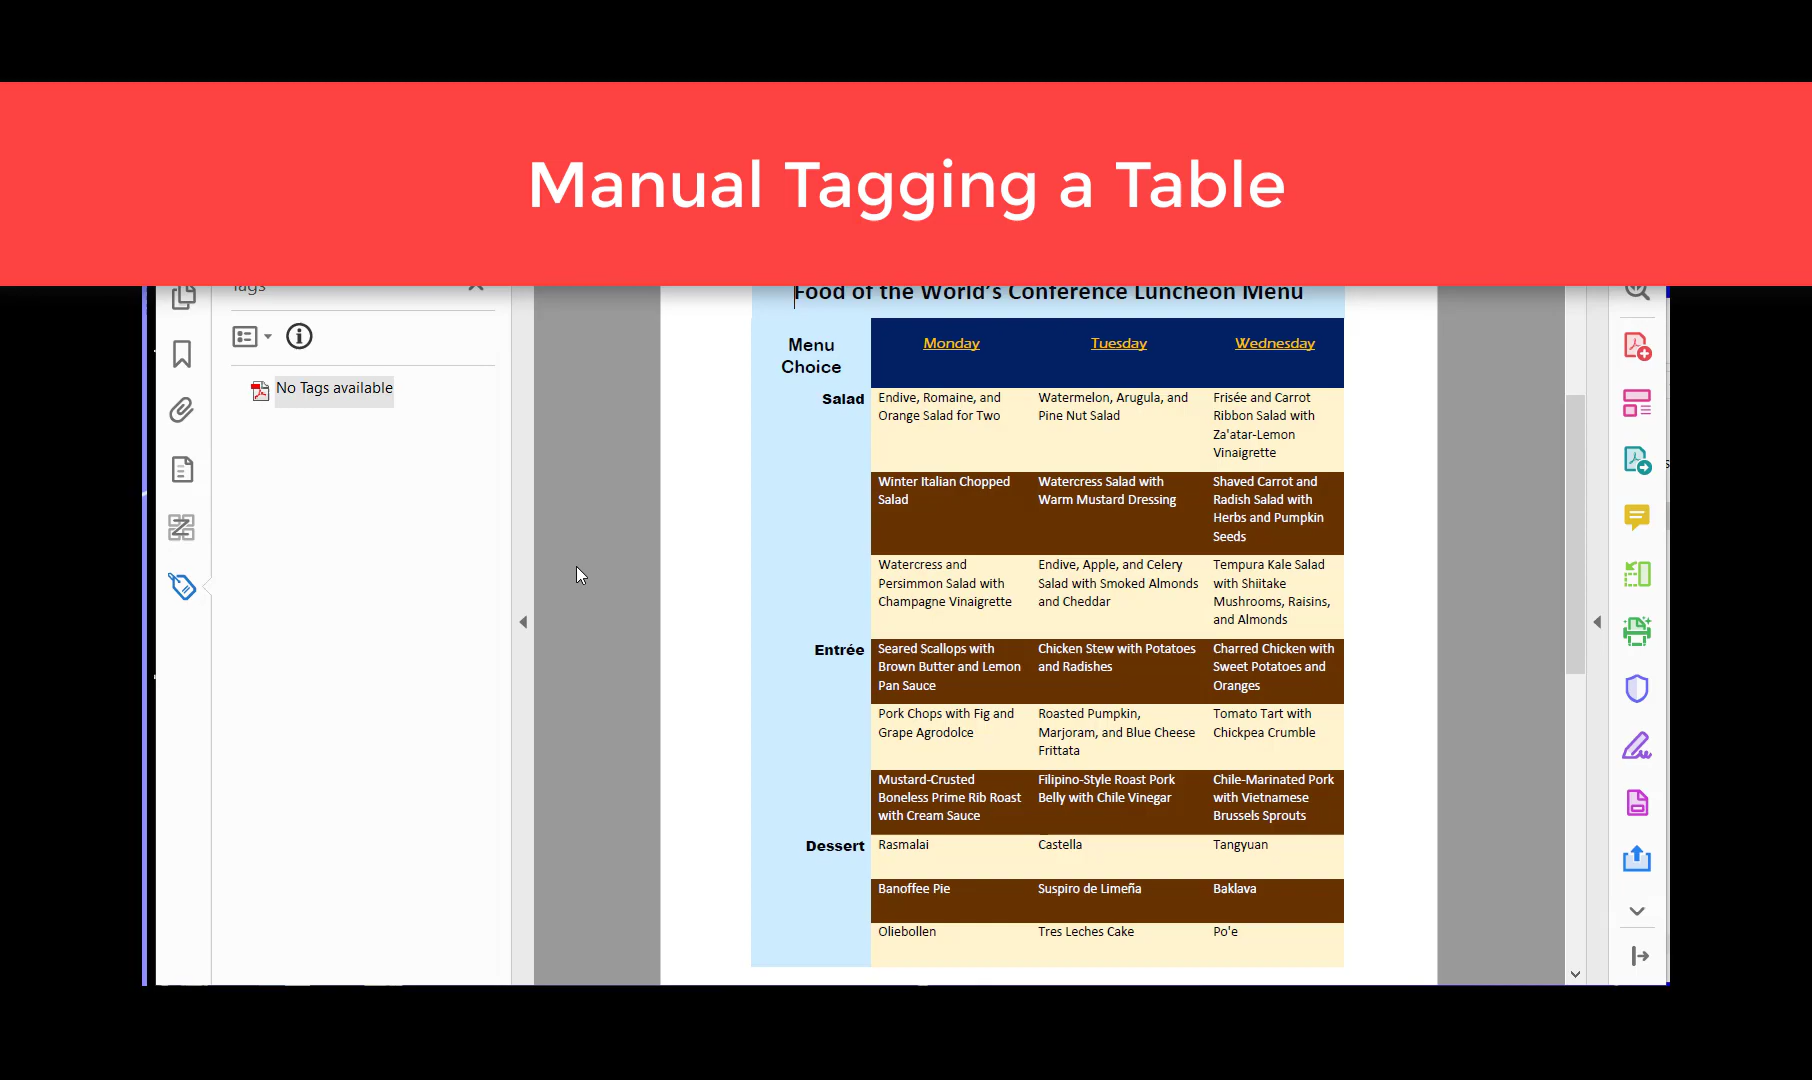 Manual Tagging a Table
Tags
No Tags available
Food of the World's Conference Luncheon Menu
Menu
Choice
Monday
Tuesday
Wednesday
Salad
Endive, Romaine, and
Orange Salad for Two
Watermelon, Arugula, and
Pine Nut Salad
Frisée and Carrot
Ribbon Salad with
Za'atar-Lemon
Vinaigrette
Winter Italian Chopped
Salad
Watercress Salad with
Warm Mustard Dressing
Shaved Carrot and
Radish Salad with
Herbs and Pumpkin
Seeds
Watercress and
Persimmon Salad with
Champagne Vinaigrette
Endive, Apple, and Celery
Salad with Smoked Almonds
and Cheddar
Tempura Kale Salad
with Shiitake
Mushrooms, Raisins,
and Almonds
Entrée
Seared Scallops with
Brown Butter and Lemon
Pan Sauce
Chicken Stew with Potatoes
and Radishes
Charred Chicken with
Sweet Potatoes and
Oranges
Pork Chops with Fig and
Grape Agrodolce
Roasted Pumpkin,
Marjoram, and Blue Cheese
Frittata
Tomato Tart with
Chickpea Crumble
Mustard-Crusted
Boneless Prime Rib Roast
with Cream Sauce
Filipino-Style Roast Pork
Belly with Chile Vinegar
Chile-Marinated Pork
with Vietnamese
Brussels Sprouts
Dessert
Rasmalai
Castella
Tangyuan
Banoffee Pie
Suspiro de Limeña
Baklava
Oliebollen
Tres Leches Cake
Po'e